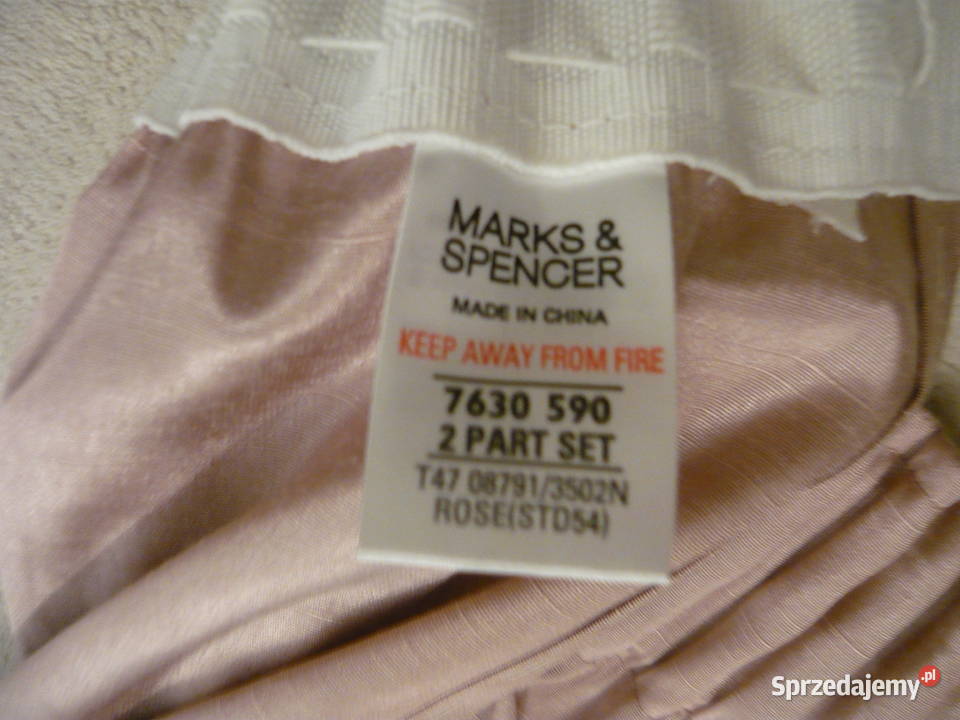 MARKS &
SPENCER
MADE IN CHINA
KEEP AWAY FROM FIRE
7630 590
2 PART SET
T47 08791/3502N
ROSE(STD54)
Sprzedajemy.pl